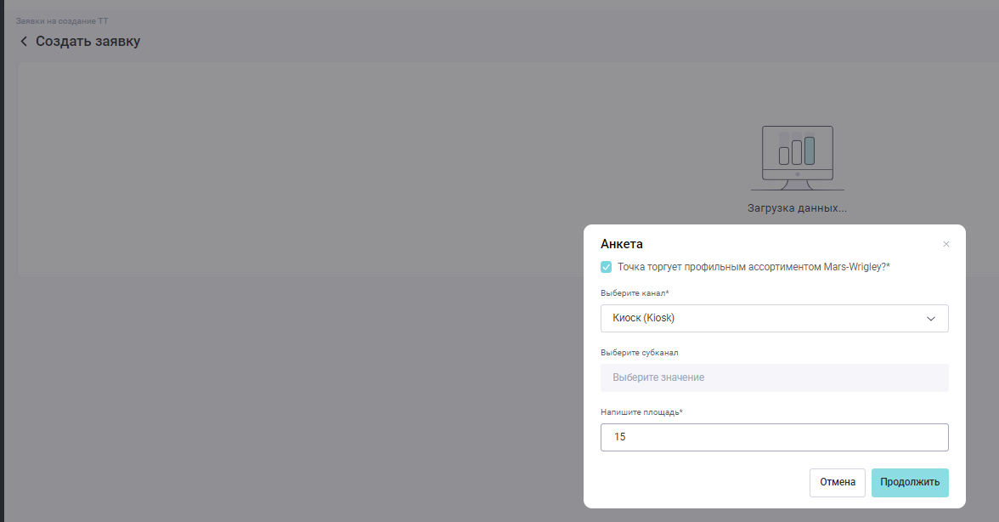 Заявки на создание ТТ
Создать заявку
Загрузка данных...
Анкета
Точка торгует профильным ассортиментом Mars-Wrigley?*
Выберите канал*
Киоск (Kiosk)
Выберите субканал
Выберите значение
Напишите площадь*
15
Отмена
Продолжить